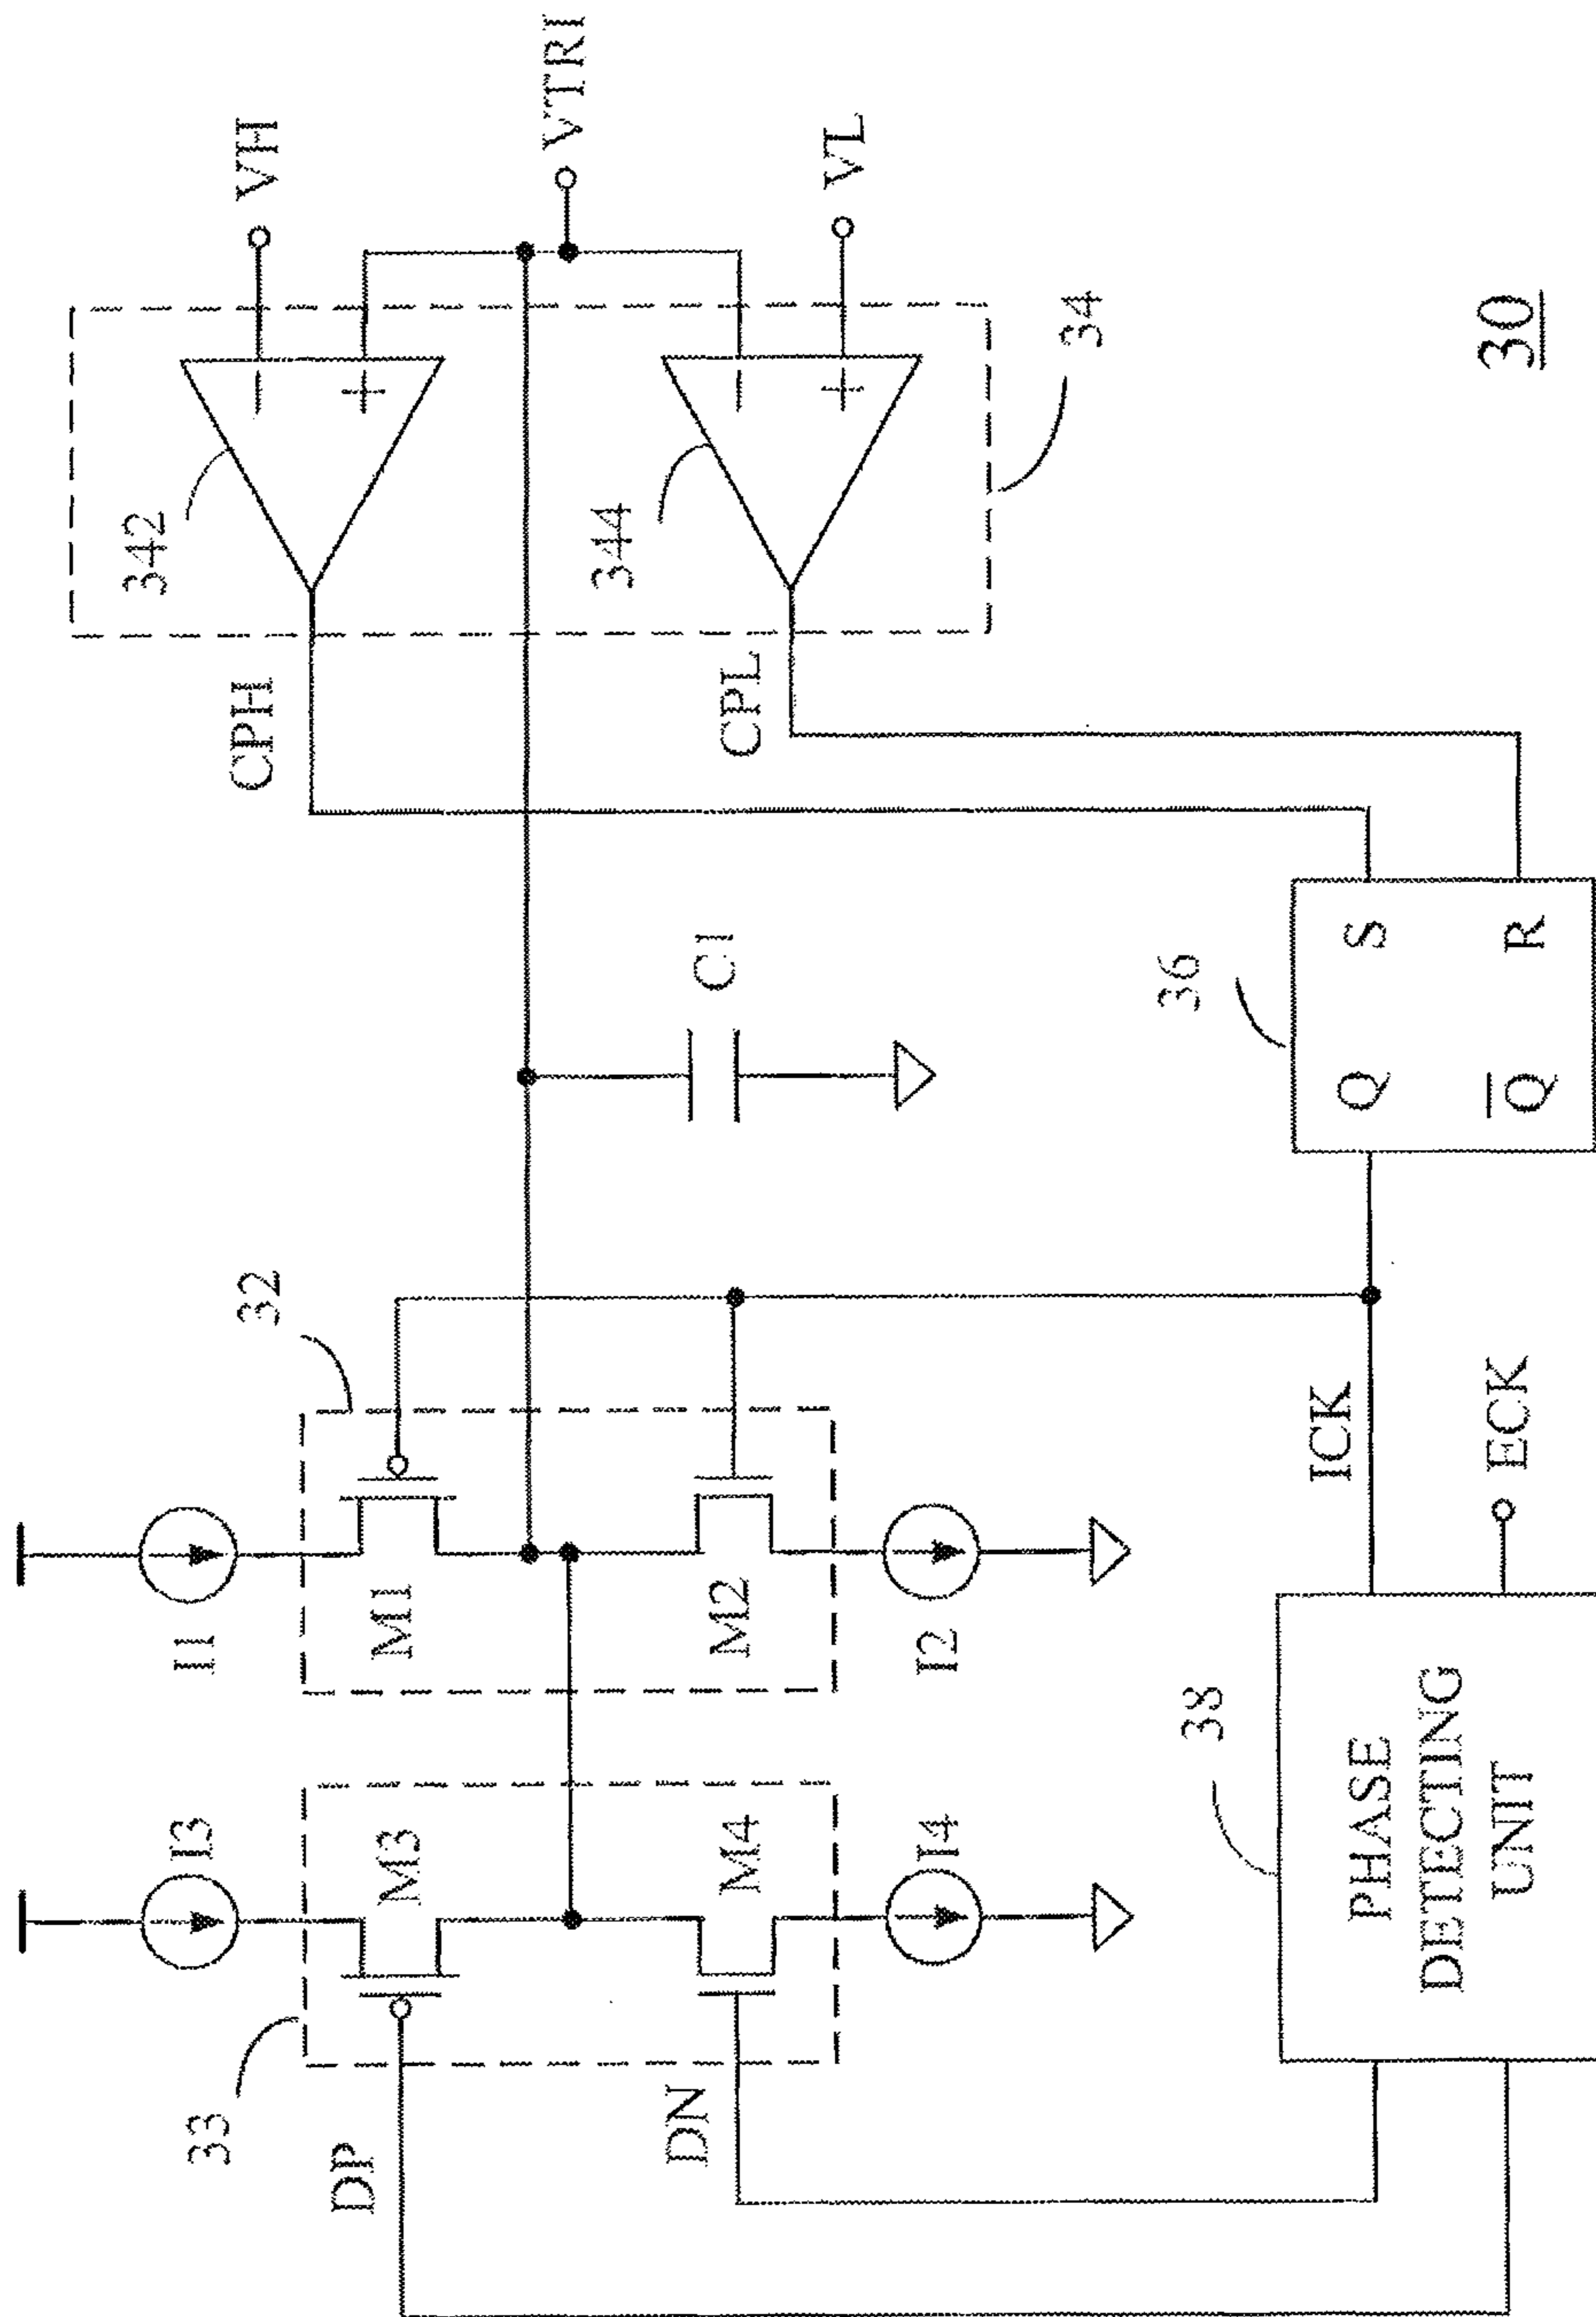 I3
I1
33
32
342
VH
DP
M3
M1
CPH
VTRI
DN
M4
M2
C1
344
CPL
VL
I4
I2
34
38
36
PHASE
DETECTING
UNIT
ICK
ECK
Q
S
Q̅
R
30